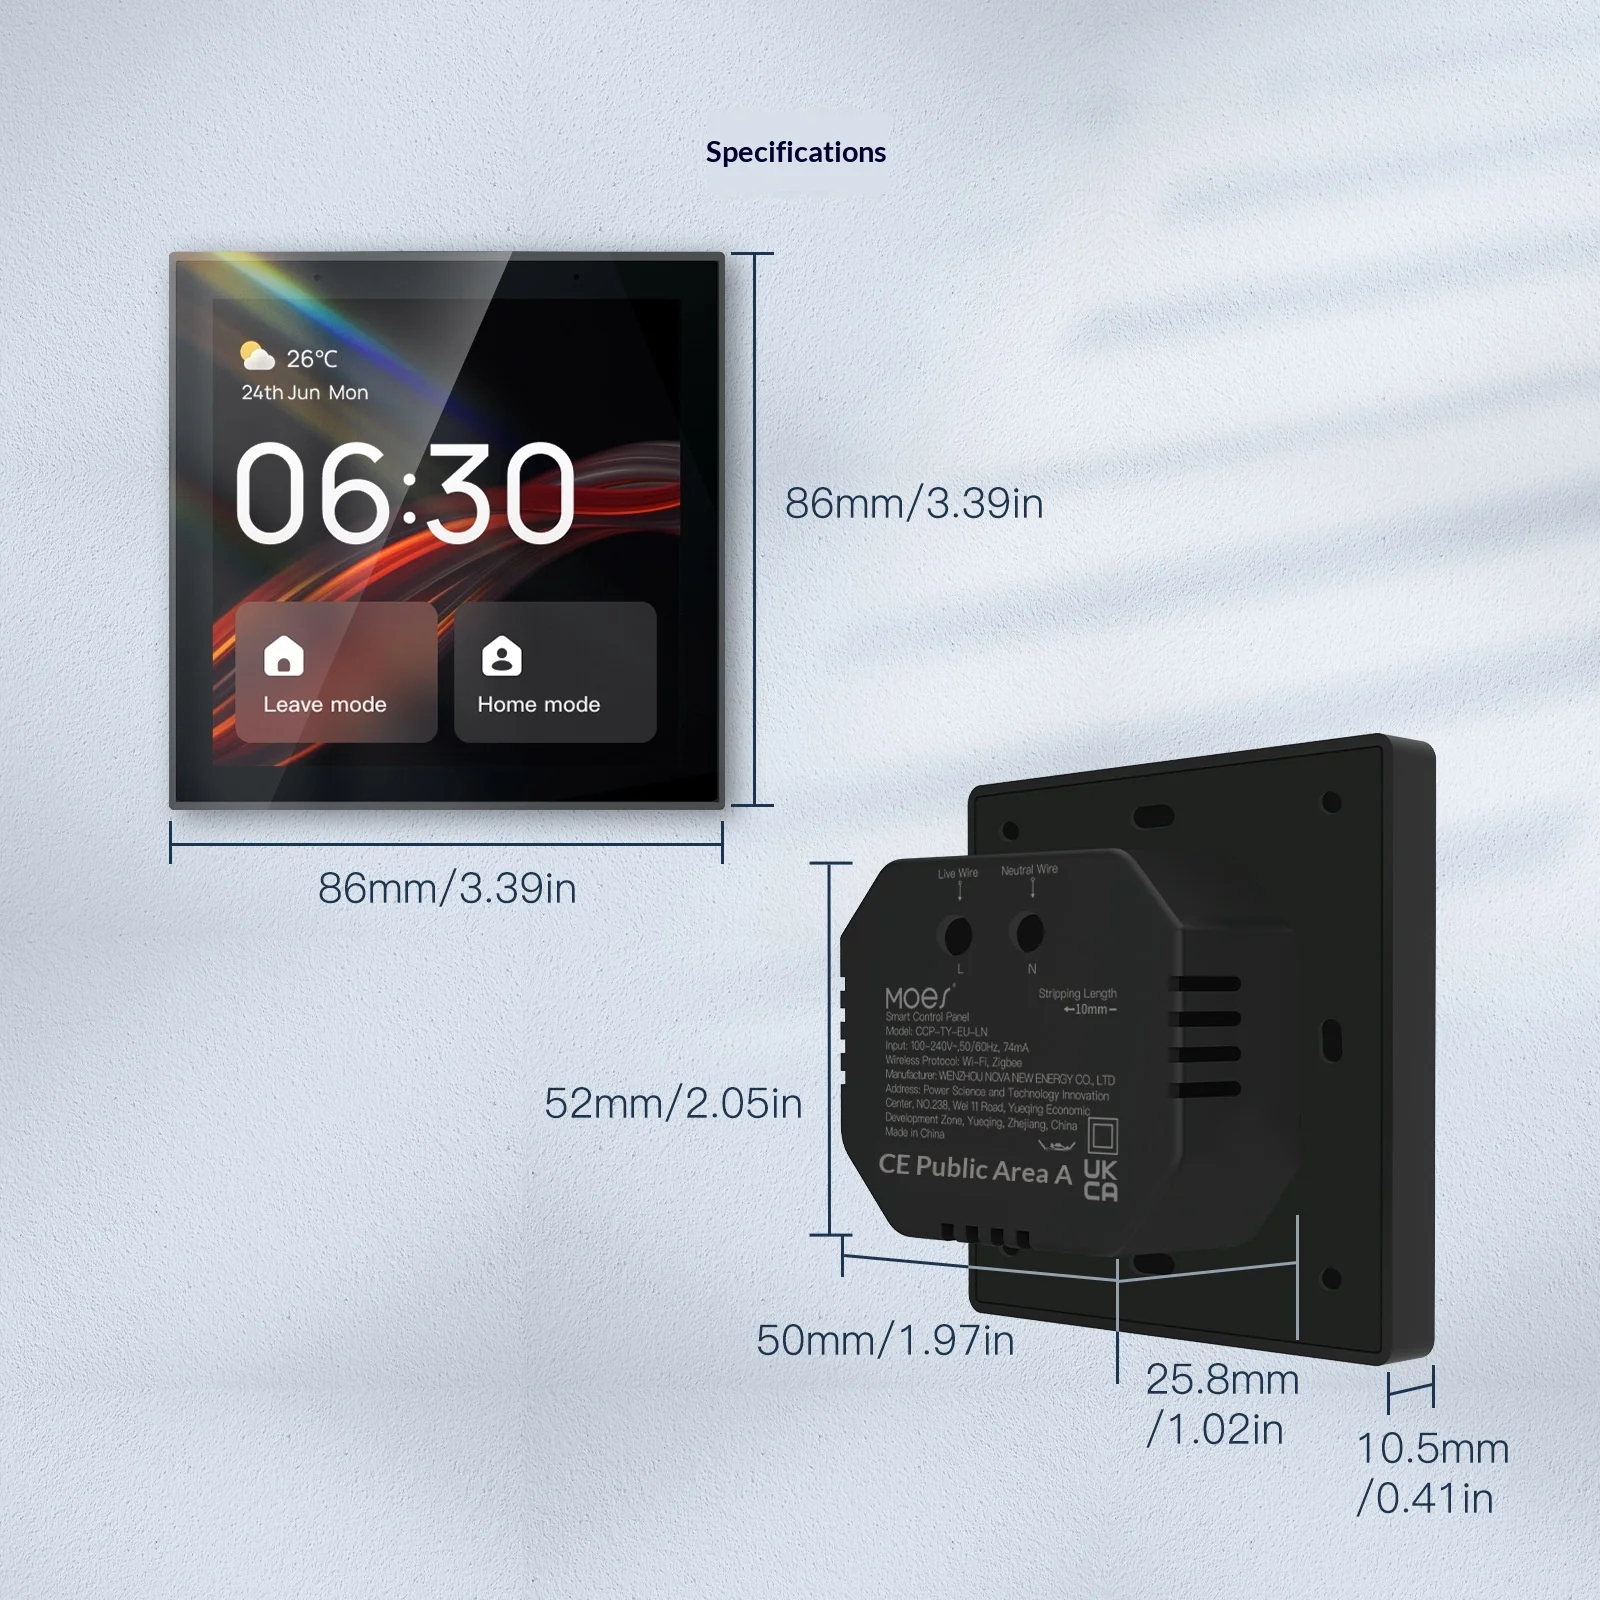 Specifications
26°C
24th Jun Mon
06:30
Leave mode
Home mode
86mm/3.39in
86mm/3.39in
Live Wire
Neutral Wire
L
N
MOES
Stripping Length
10mm
Smart Control Panel
Model: CCP-TY-EU-LN
Input: 100-240V~,50/60Hz, 74mA
Wireless Protocol: Wi-Fi, Zigbee
Manufacturer: WENZHOU NOVA NEW ENERGY CO., LTD
Address: Power Science and Technology Innovation
Center, NO.238, Wei 11 Road, Yueqing Economic
Development Zone, Yueqing, Zhejiang, China
Made in China
CE Public Area A
UK
CA
52mm/2.05in
50mm/1.97in
25.8mm
/1.02in
10.5mm
/0.41in